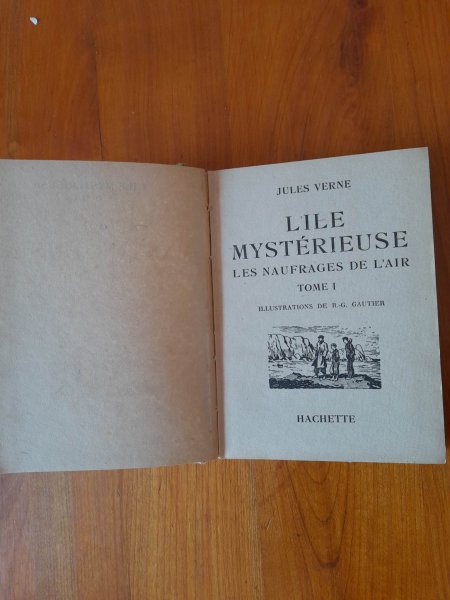 JULES VERNE
L'ILE
MYSTÉRIEUSE
LES NAUFRAGES DE L'AIR
TOME I
ILLUSTRATIONS DE R.-G. GAUTIER
HACHETTE